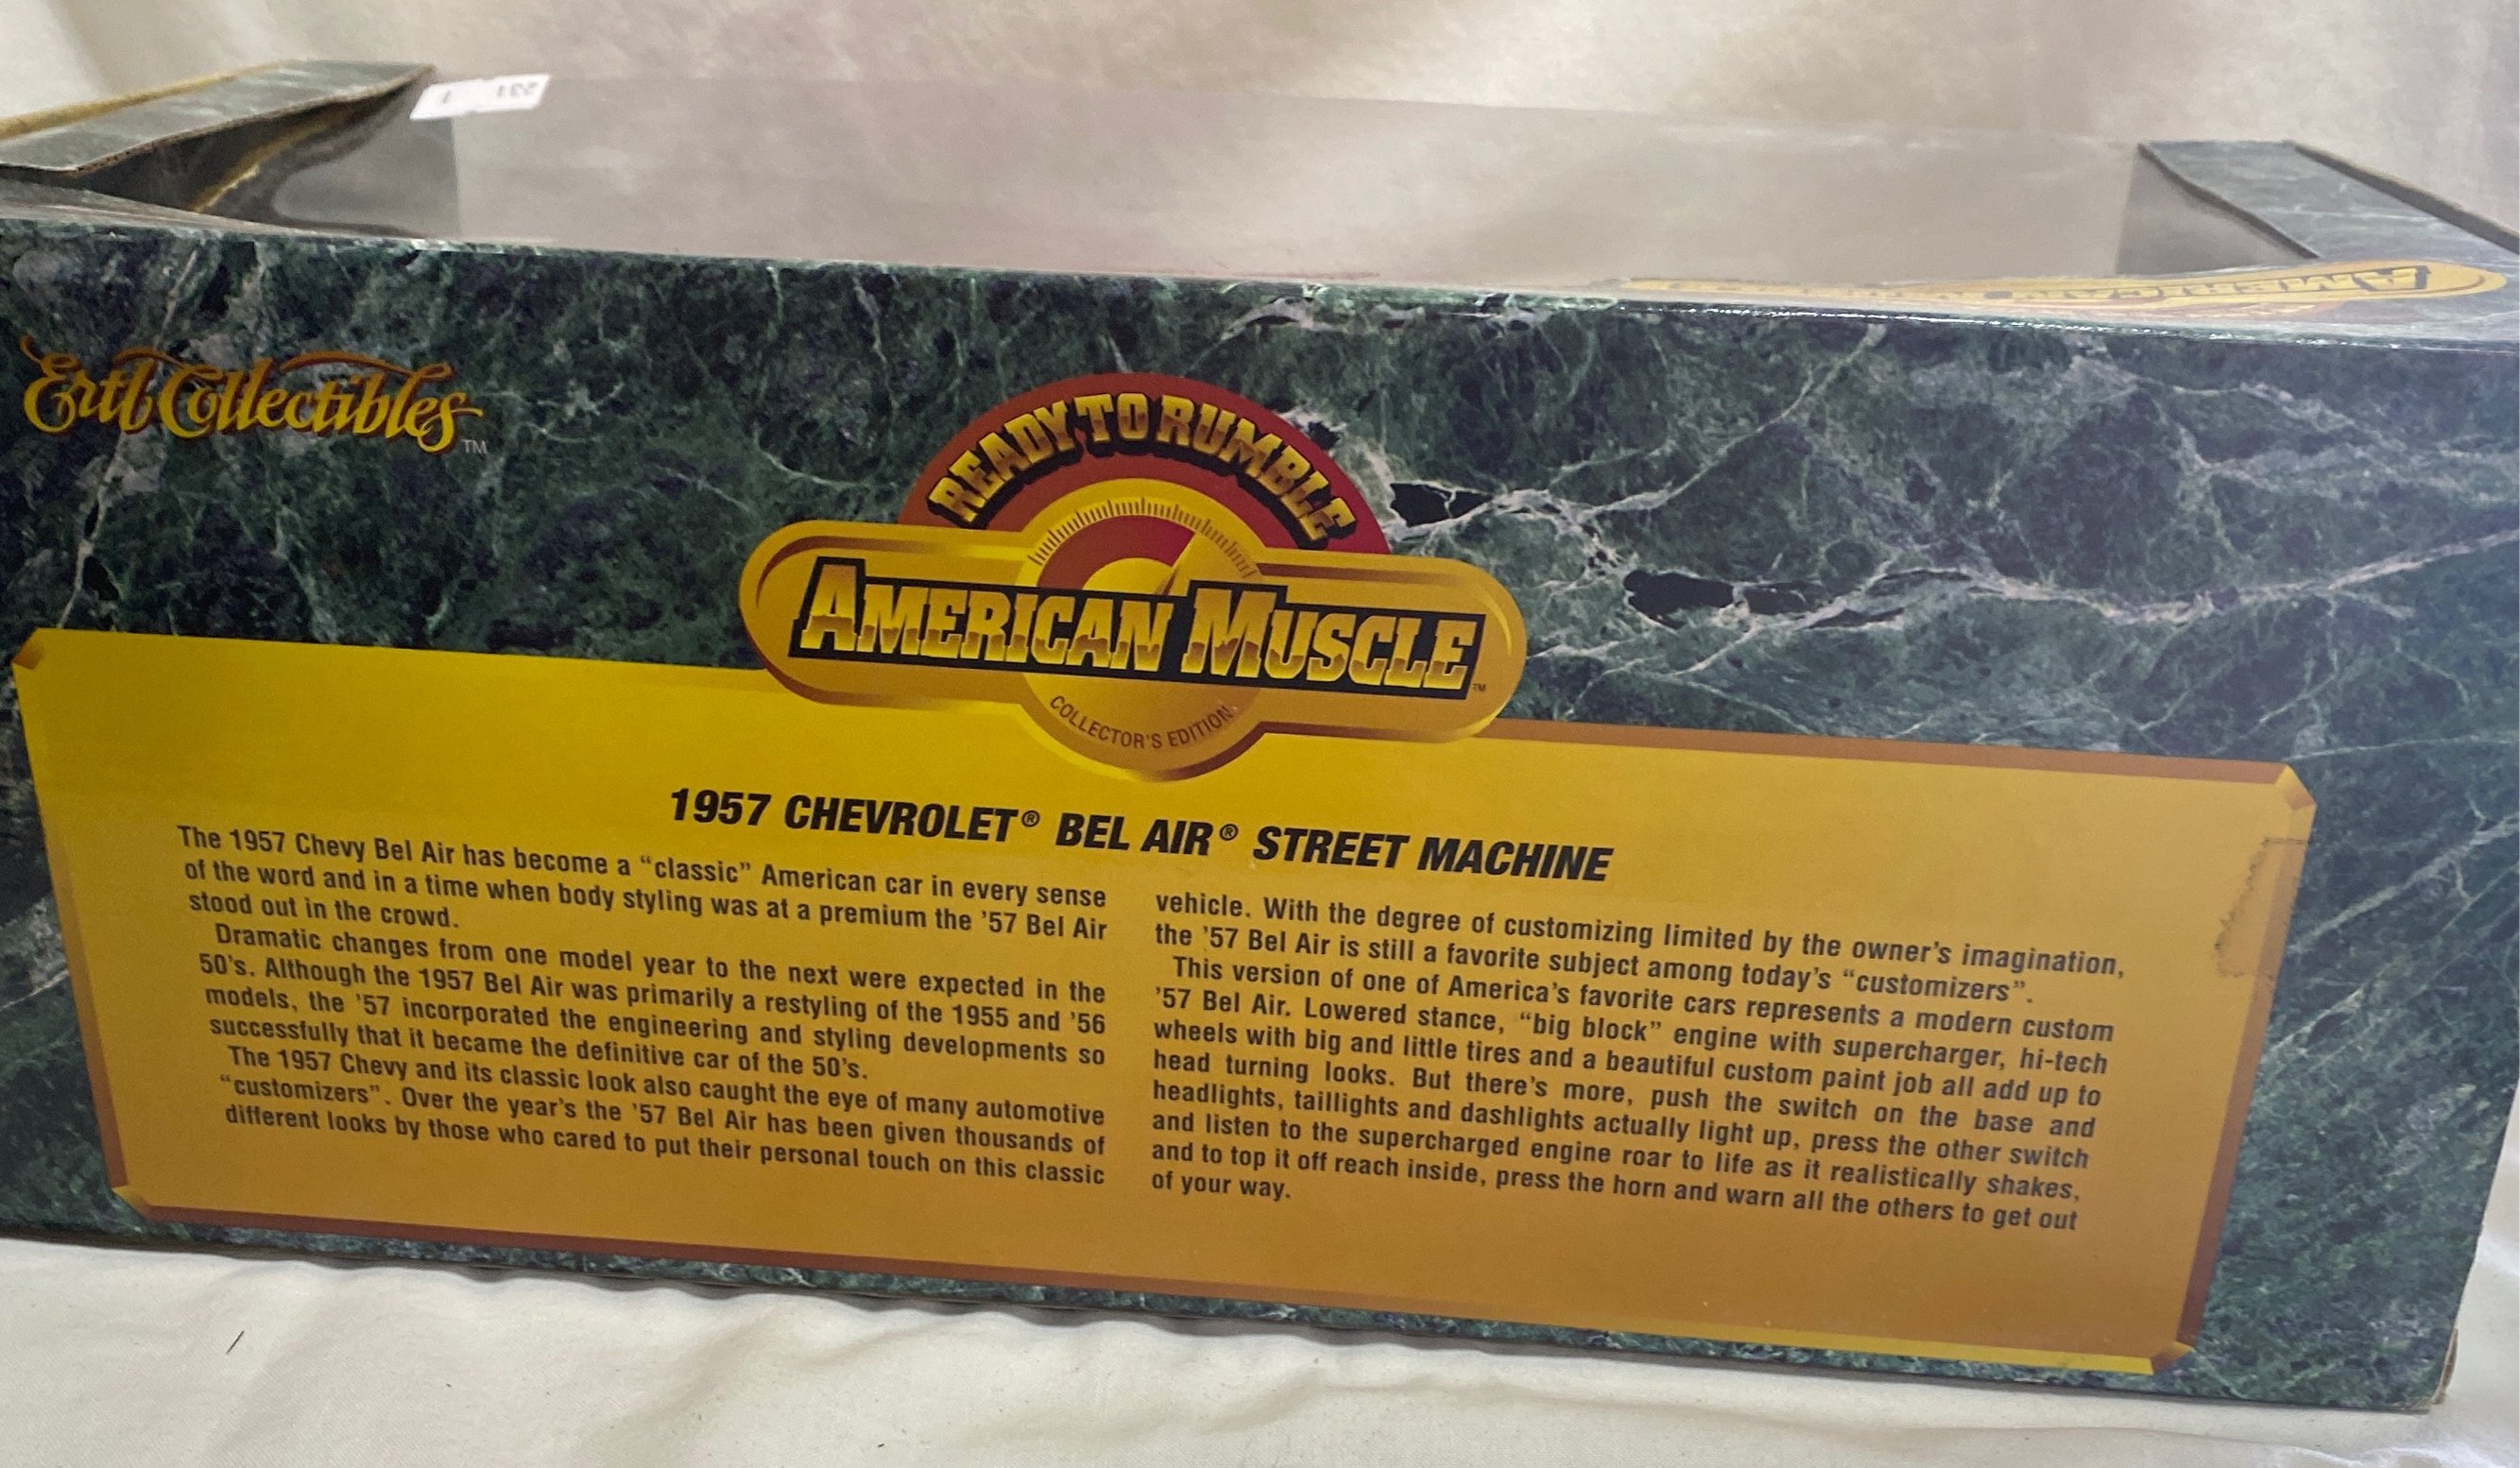 Ertl Collectibles™
READY TO RUMBLE
AMERICAN MUSCLE™
COLLECTOR'S EDITION
1957 CHEVROLET® BEL AIR® STREET MACHINE
The 1957 Chevy Bel Air has become a “classic” American car in every sense
of the word and in a time when body styling was at a premium the ’57 Bel Air
stood out in the crowd.
Dramatic changes from one model year to the next were expected in the
50’s. Although the 1957 Bel Air was primarily a restyling of the 1955 and ’56
models, the ’57 incorporated the engineering and styling developments so
successfully that it became the definitive car of the 50’s.
The 1957 Chevy and its classic look also caught the eye of many automotive
“customizers”. Over the year’s the ’57 Bel Air has been given thousands of
different looks by those who cared to put their personal touch on this classic
vehicle. With the degree of customizing limited by the owner’s imagination,
the ’57 Bel Air is still a favorite subject among today’s “customizers”.
This version of one of America’s favorite cars represents a modern custom
’57 Bel Air. Lowered stance, “big block” engine with supercharger, hi-tech
wheels with big and little tires and a beautiful custom paint job all add up to
head turning looks. But there’s more, push the switch on the base and
headlights, taillights and dashlights actually light up, press the other switch
and listen to the supercharged engine roar to life as it realistically shakes,
and to top it off reach inside, press the horn and warn all the others to get out
of your way.